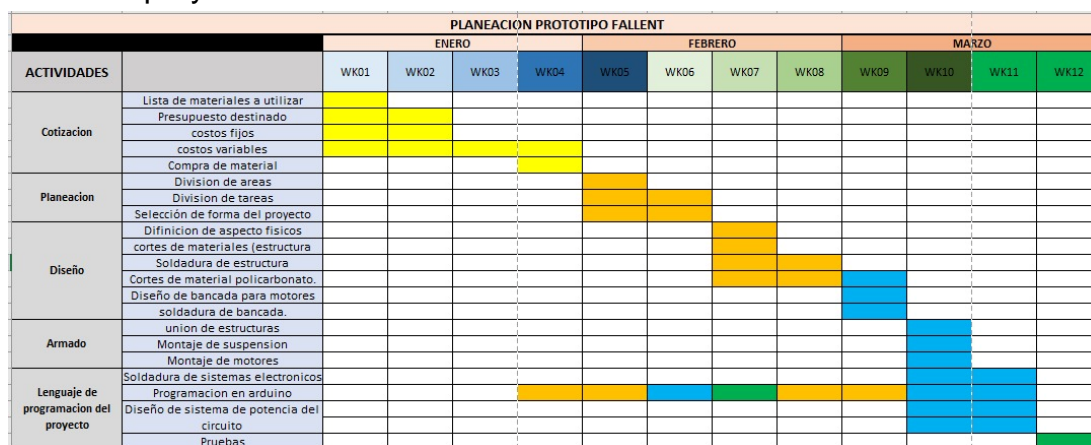 PLANEACION PROTOTIPO FALLENT
ENERO FEBRERO MARZO
ACTIVIDADES WK01 WK02 WK03 WK04 WK05 WK06 WK07 WK08 WK09 WK10 WK11 WK12
Cotizacion
Lista de materiales a utilizar
Presupuesto destinado
costos fijos
costos variables
Compra de material
Planeacion
Division de areas
Division de tareas
Selección de forma del proyecto
Diseño
Difinicion de aspecto fisicos
cortes de materiales (estructura
Soldadura de estructura
Cortes de material policarbonato.
Diseño de bancada para motores
soldadura de bancada.
Armado
union de estructuras
Montaje de suspension
Montaje de motores
Lenguaje de
programacion del
proyecto
Soldadura de sistemas electronicos
Programacion en arduino
Diseño de sistema de potencia del
circuito
Pruebas